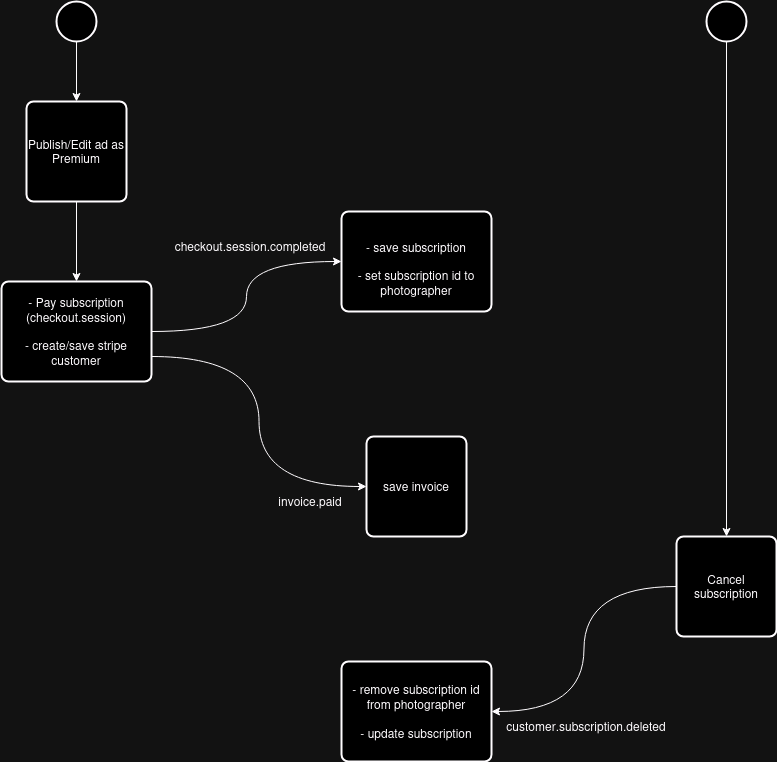 Publish/Edit ad as
Premium
checkout.session.completed
- save subscription
- set subscription id to
photographer
- Pay subscription
(checkout.session)
- create/save stripe
customer
save invoice
invoice.paid
Cancel
subscription
- remove subscription id
from photographer
- update subscription
customer.subscription.deleted